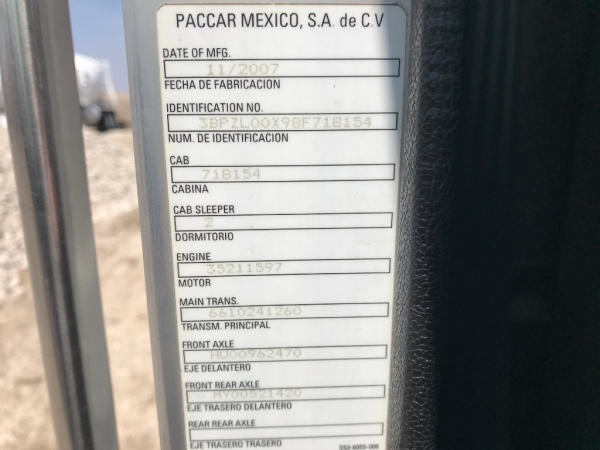 PACCAR MEXICO, S.A. de C.V
DATE OF MFG.
11/2007
FECHA DE FABRICACION
IDENTIFICATION NO.
3BPZL00X98F718154
NUM. DE IDENTIFICACION
CAB
718154
CABINA
CAB SLEEPER
2
DORMITORIO
ENGINE
35211597
MOTOR
MAIN TRANS.
6610241260
TRANSM. PRINCIPAL
FRONT AXLE
HU00962470
EJE DELANTERO
FRONT REAR AXLE
MY00521420
EJE TRASERO DELANTERO
REAR REAR AXLE
EJE TRASERO TRASERO